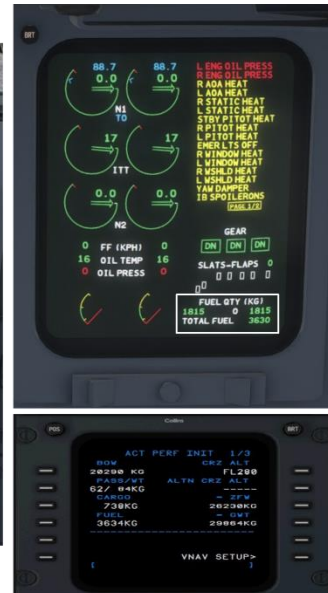 BRT
88.7 88.7
0.0 0.0
N1
TO
17 17
ITT
0.0 0.0
N2
0 FF (KPH) 0
16 OIL TEMP 16
0 OIL PRESS 0
L ENG OIL PRESS
R ENG OIL PRESS
R AOA HEAT
L AOA HEAT
R STATIC HEAT
L STATIC HEAT
STBY PITOT HEAT
R PITOT HEAT
L PITOT HEAT
EMER LTS OFF
R WINDOW HEAT
L WINDOW HEAT
R WSHLD HEAT
L WSHLD HEAT
YAW DAMPER
IB SPOILERONS
PAGE 1/2
GEAR
DN DN DN
SLATS-FLAPS 0
FUEL QTY (KG)
1815 0 1815
TOTAL FUEL 3630
Collins
POS BRT
ACT PERF INIT 1/3
BOW CRZ ALT
20290 KG FL280
PASS/WT ALTN CRZ ALT
62/ 84KG -----
CARGO = ZFW
730KG 26230KG
FUEL = GWT
3634KG 29864KG
------------------------
VNAV SETUP>
[ ]